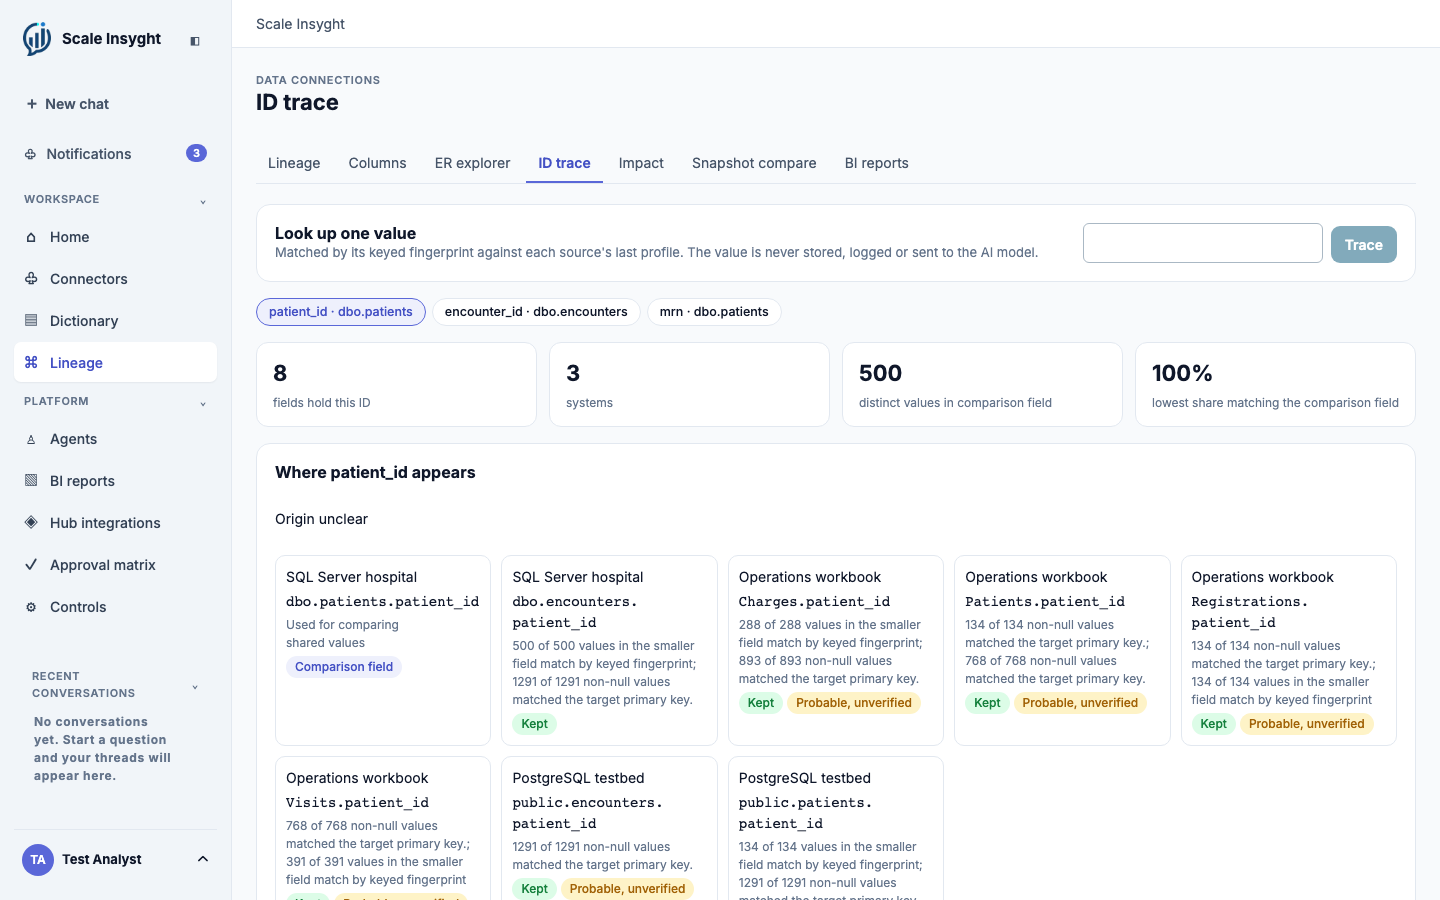 Scale Insyght
Scale Insyght
+ New chat
Notifications
3
WORKSPACE
Home
Connectors
Dictionary
Lineage
PLATFORM
Agents
BI reports
Hub integrations
Approval matrix
Controls
RECENT
CONVERSATIONS
No conversations
yet. Start a question
and your threads will
appear here.
TA
Test Analyst
DATA CONNECTIONS
ID trace
Lineage
Columns
ER explorer
ID trace
Impact
Snapshot compare
BI reports
Look up one value
Matched by its keyed fingerprint against each source's last profile. The value is never stored, logged or sent to the AI model.
Trace
patient_id · dbo.patients
encounter_id · dbo.encounters
mrn · dbo.patients
8
fields hold this ID
3
systems
500
distinct values in comparison field
100%
lowest share matching the comparison field
Where patient_id appears
Origin unclear
SQL Server hospital
dbo.patients.patient_id
Used for comparing
shared values
Comparison field
SQL Server hospital
dbo.encounters.
patient_id
500 of 500 values in the smaller
field match by keyed fingerprint;
1291 of 1291 non-null values
matched the target primary key.
Kept
Operations workbook
Charges.patient_id
288 of 288 values in the smaller
field match by keyed fingerprint;
893 of 893 non-null values
matched the target primary key.
Kept
Probable, unverified
Operations workbook
Patients.patient_id
134 of 134 non-null values
matched the target primary key.;
768 of 768 non-null values
matched the target primary key.
Kept
Probable, unverified
Operations workbook
Registrations.
patient_id
134 of 134 non-null values
matched the target primary key.;
134 of 134 values in the smaller
field match by keyed fingerprint
Kept
Probable, unverified
Operations workbook
Visits.patient_id
768 of 768 non-null values
matched the target primary key.;
391 of 391 values in the smaller
field match by keyed fingerprint
PostgreSQL testbed
public.encounters.
patient_id
1291 of 1291 non-null values
matched the target primary key.
Kept
Probable, unverified
PostgreSQL testbed
public.patients.
patient_id
134 of 134 values in the smaller
field match by keyed fingerprint;
1291 of 1291 non-null values